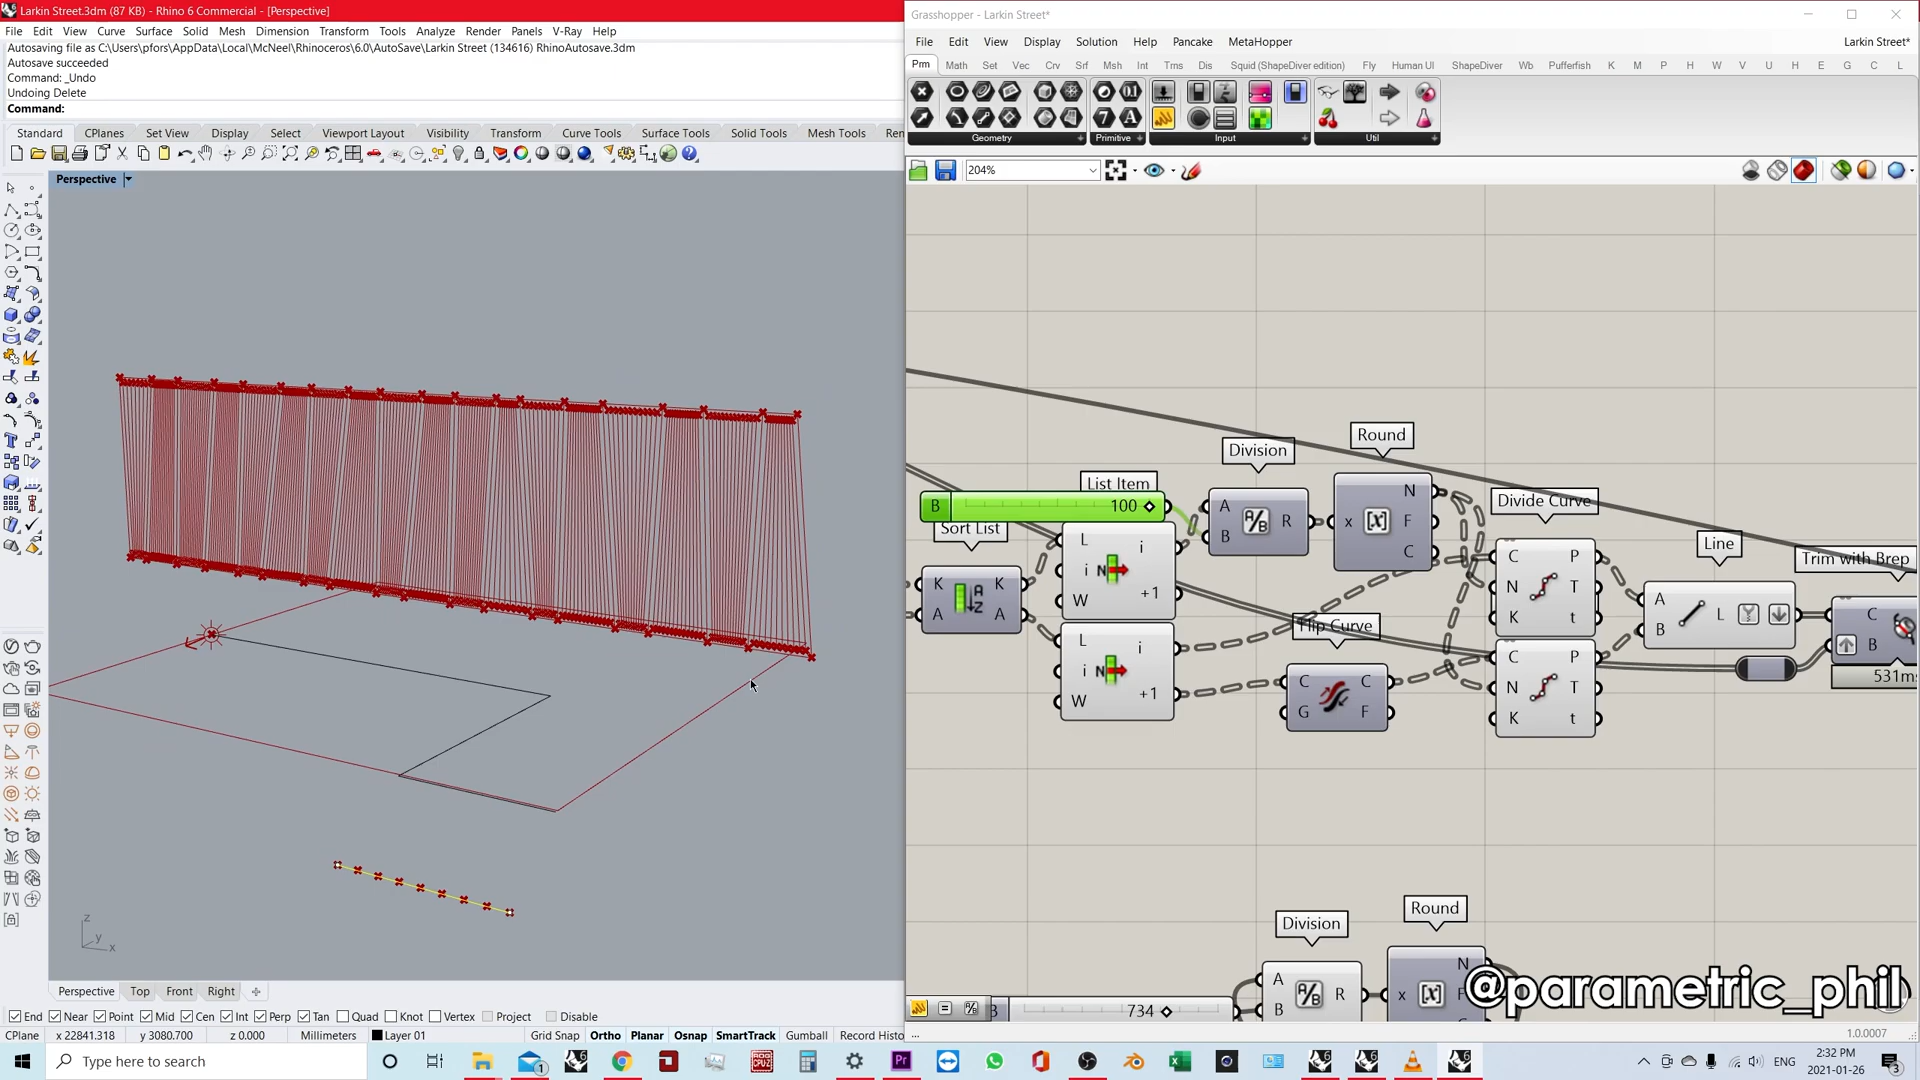 Larkin Street.3dm (87 KB) - Rhino 6 Commercial - [Perspective]
File Edit View Curve Surface Solid Mesh Dimension Transform Tools Analyze Render Panels V-Ray Help
Autosaving file as C:\Users\pfors\AppData\Local\McNeel\Rhinoceros\6.0\AutoSave\Larkin Street (134616) RhinoAutosave.3dm
Autosave succeeded
Command: _Undo
Undoing Delete
Command:
Standard CPlanes Set View Display Select Viewport Layout Visibility Transform Curve Tools Surface Tools Solid Tools Mesh Tools Ren
Perspective
z
y
x
Perspective Top Front Right
End Near Point Mid Cen Int Perp Tan Quad Knot Vertex Project Disable
CPlane x 22841.318 y 3080.700 z 0.000 Millimeters Layer 01 Grid Snap Ortho Planar Osnap SmartTrack Gumball Record Histo
Grasshopper - Larkin Street*
File Edit View Display Solution Help Pancake MetaHopper Larkin Street*
Prm Math Set Vec Crv Srf Msh Int Trns Dis Squid (ShapeDiver edition) Fly Human UI ShapeDiver Wb Pufferfish K M P H W V U H E G C L
Geometry Primitive Input Util
204%
Round
Division
List Item
B 100
Sort List
K K
A A
L i
i N
W +1
L i
i N
W +1
A R
B
x N
F
C
Flip Curve
C C
G F
Divide Curve
C P
N T
K t
C P
N T
K t
Line
A L
B
Trim with Brep
C
B
531m
Division
Round
A R
B
x N
F
734
@parametric_phil
1.0.0007
Type here to search
ENG
2:32 PM
2021-01-26